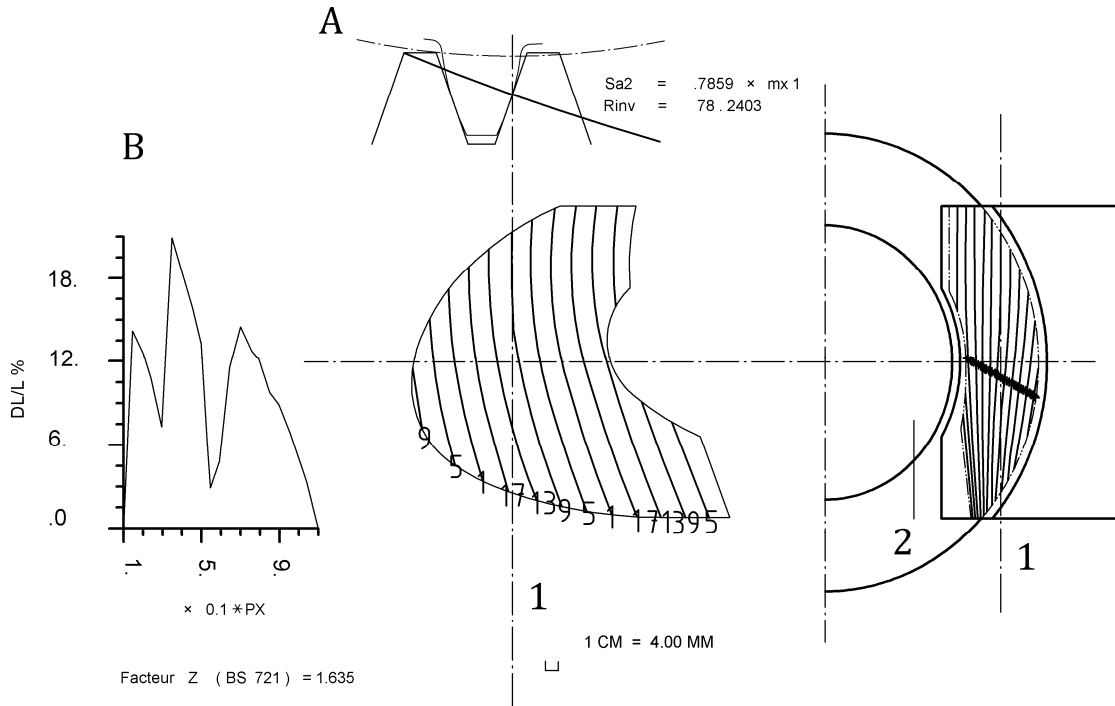 A
Sa2 = .7859 × mx 1
Rinv = 78 . 2403
B
DL/L %
18.
12.
6.
.0
1. 5. 9.
× 0.1 *PX
9 5 1 17 13 9 5 1 17 13 9 5
1
2
1
1 CM = 4.00 MM
Facteur Z ( BS 721 ) = 1.635